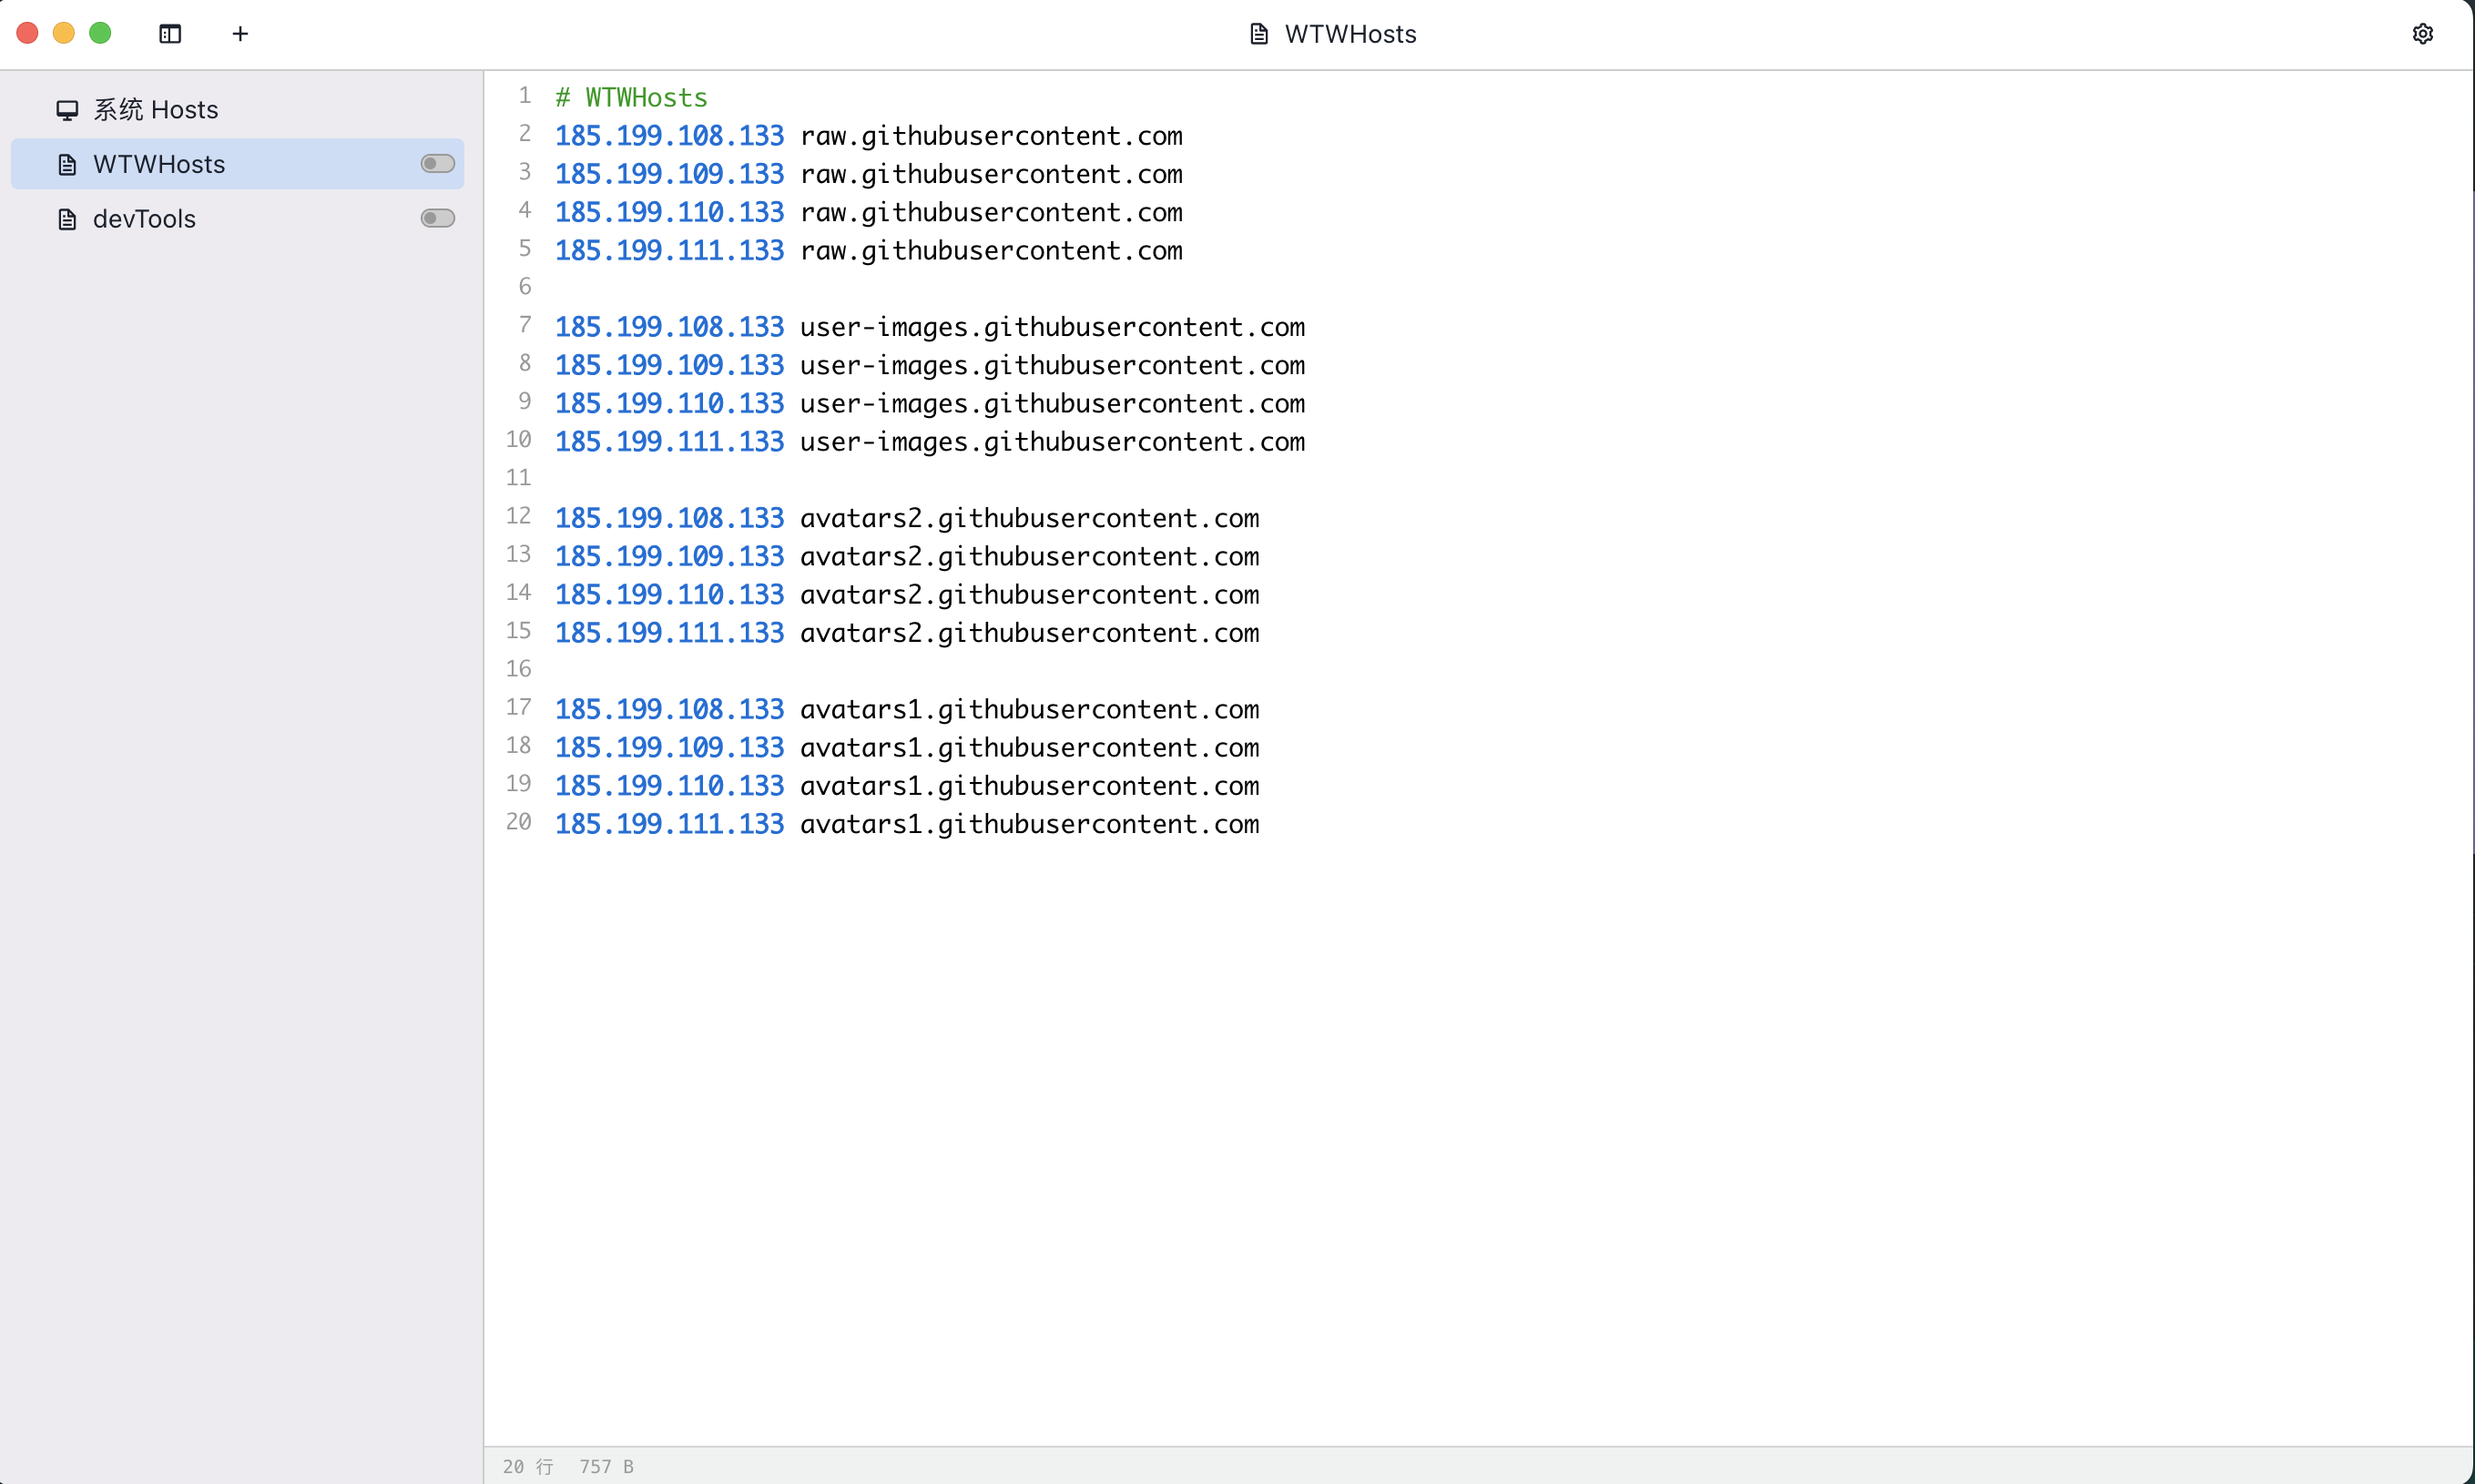 WTWHosts
系统 Hosts
WTWHosts
devTools
1 # WTWHosts
2 185.199.108.133 raw.githubusercontent.com
3 185.199.109.133 raw.githubusercontent.com
4 185.199.110.133 raw.githubusercontent.com
5 185.199.111.133 raw.githubusercontent.com
6
7 185.199.108.133 user-images.githubusercontent.com
8 185.199.109.133 user-images.githubusercontent.com
9 185.199.110.133 user-images.githubusercontent.com
10 185.199.111.133 user-images.githubusercontent.com
11
12 185.199.108.133 avatars2.githubusercontent.com
13 185.199.109.133 avatars2.githubusercontent.com
14 185.199.110.133 avatars2.githubusercontent.com
15 185.199.111.133 avatars2.githubusercontent.com
16
17 185.199.108.133 avatars1.githubusercontent.com
18 185.199.109.133 avatars1.githubusercontent.com
19 185.199.110.133 avatars1.githubusercontent.com
20 185.199.111.133 avatars1.githubusercontent.com
20 行 757 B